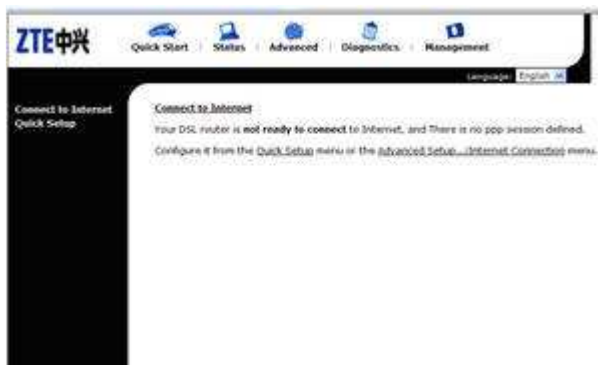 ZTE中兴
Quick Start | Status | Advanced | Diagnostics | Management
Language: English
Connect to Internet
Quick Setup
Connect to Internet
Your DSL router is not ready to connect to Internet, and There is no ppp session defined.
Configure it from the Quick Setup menu or the Advanced Setup.../Internet Connection menu.